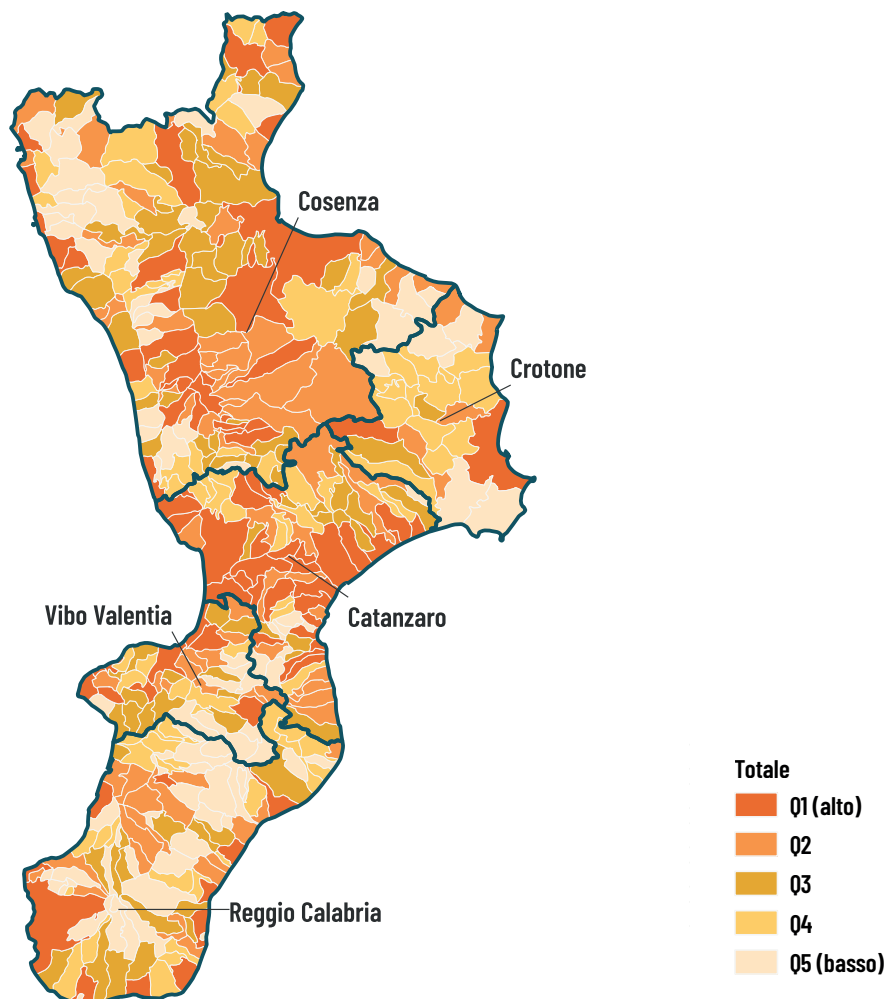 Cosenza
Crotone
Vibo Valentia
Catanzaro
Reggio Calabria
Totale
Q1 (alto)
Q2
Q3
Q4
Q5 (basso)